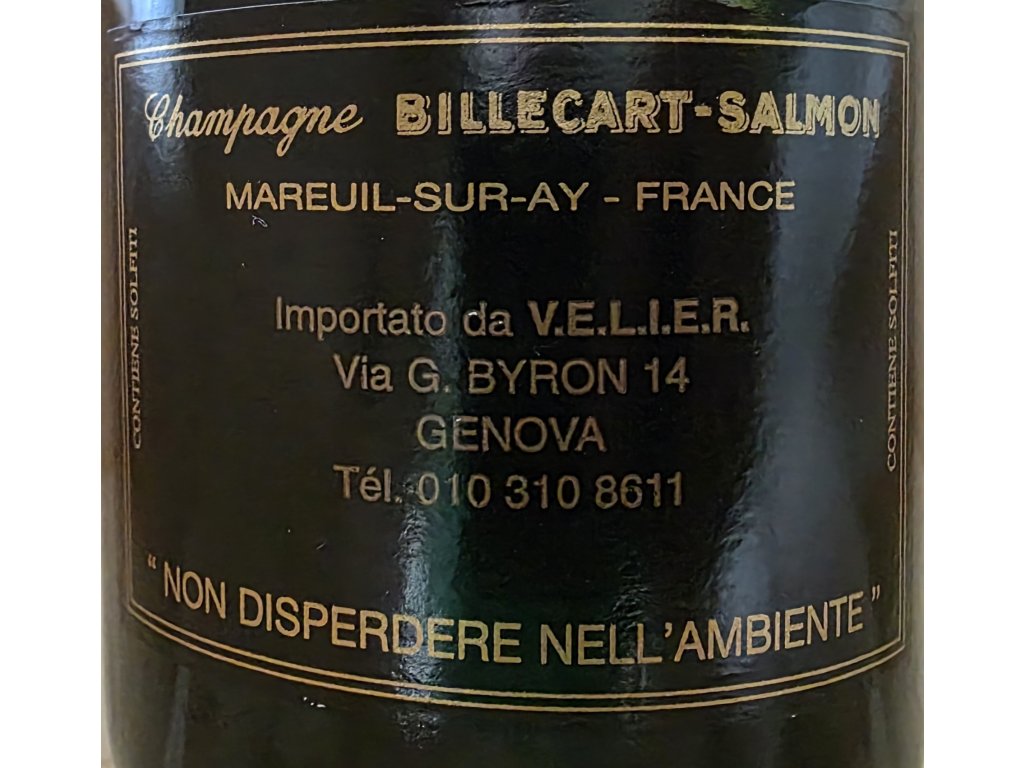 Champagne BILLECART-SALMON
MAREUIL-SUR-AY - FRANCE
CONTIENE SOLFITI
CONTIENE SOLFITI
Importato da V.E.L.I.E.R.
Via G. BYRON 14
GENOVA
Tél. 010 310 8611
“ NON DISPERDERE NELL’AMBIENTE ”